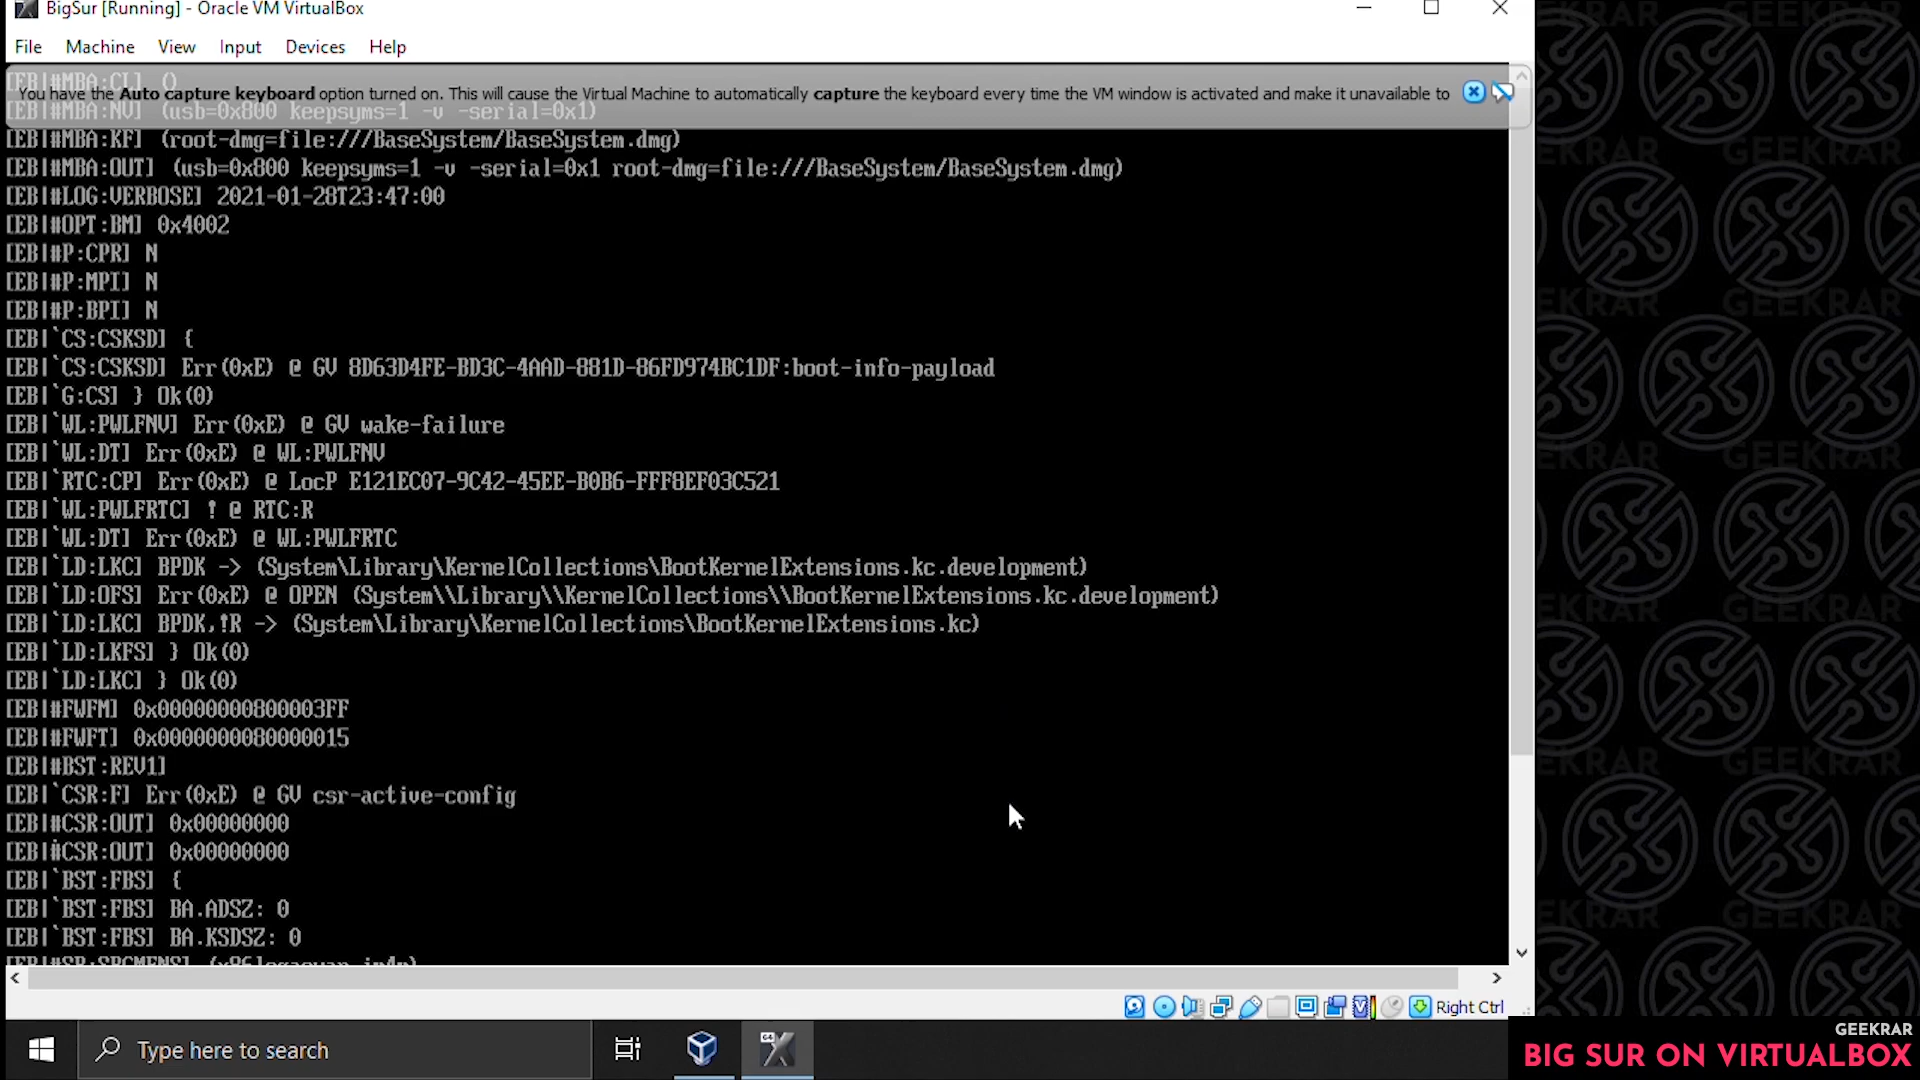 BigSur [Running] - Oracle VM VirtualBox
File Machine View Input Devices Help
[EB|#MBA:CL] ()
You have the Auto capture keyboard option turned on. This will cause the Virtual Machine to automatically capture the keyboard every time the VM window is activated and make it unavailable to
[EB|#MBA:NV] (usb=0x800 keepsyms=1 -v -serial=0x1)
[EB|#MBA:KF] (root-dmg=file:///BaseSystem/BaseSystem.dmg)
[EB|#MBA:OUT] (usb=0x800 keepsyms=1 -v -serial=0x1 root-dmg=file:///BaseSystem/BaseSystem.dmg)
[EB|#LOG:VERBOSE] 2021-01-28T23:47:00
[EB|#OPT:BM] 0x4002
[EB|#P:CPR] N
[EB|#P:MPI] N
[EB|#P:BPI] N
[EB|`CS:CSKSD] {
[EB|`CS:CSKSD] Err(0xE) @ GV 8D63D4FE-BD3C-4AAD-881D-86FD974BC1DF:boot-info-payload
[EB|`G:CS] } Ok(0)
[EB|`WL:PWLFNV] Err(0xE) @ GV wake-failure
[EB|`WL:DT] Err(0xE) @ WL:PWLFNV
[EB|`RTC:CP] Err(0xE) @ LocP E121EC07-9C42-45EE-B0B6-FFF8EF03C521
[EB|`WL:PWLFRTC] ! @ RTC:R
[EB|`WL:DT] Err(0xE) @ WL:PWLFRTC
[EB|`LD:LKC] BPDK -> (System\Library\KernelCollections\BootKernelExtensions.kc.development)
[EB|`LD:OFS] Err(0xE) @ OPEN (System\\Library\\KernelCollections\\BootKernelExtensions.kc.development)
[EB|`LD:LKC] BPDK,!R -> (System\Library\KernelCollections\BootKernelExtensions.kc)
[EB|`LD:LKFS] } Ok(0)
[EB|`LD:LKC] } Ok(0)
[EB|#FWFM] 0x00000000800003FF
[EB|#FWFT] 0x0000000080000015
[EB|#BST:REV1]
[EB|`CSR:F] Err(0xE) @ GV csr-active-config
[EB|#CSR:OUT] 0x00000000
[EB|#CSR:OUT] 0x00000000
[EB|`BST:FBS] {
[EB|`BST:FBS] BA.ADSZ: 0
[EB|`BST:FBS] BA.KSDSZ: 0
Right Ctrl
Type here to search
GEEKRAR
BIG SUR ON VIRTUALBOX